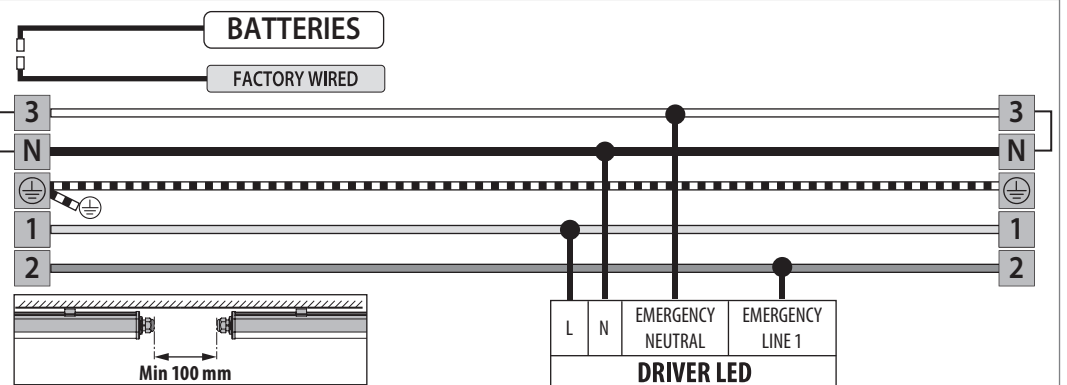 BATTERIES
FACTORY WIRED
3 3
N N
1 1
2 2
Min 100 mm
L N EMERGENCY NEUTRAL EMERGENCY LINE 1
DRIVER LED